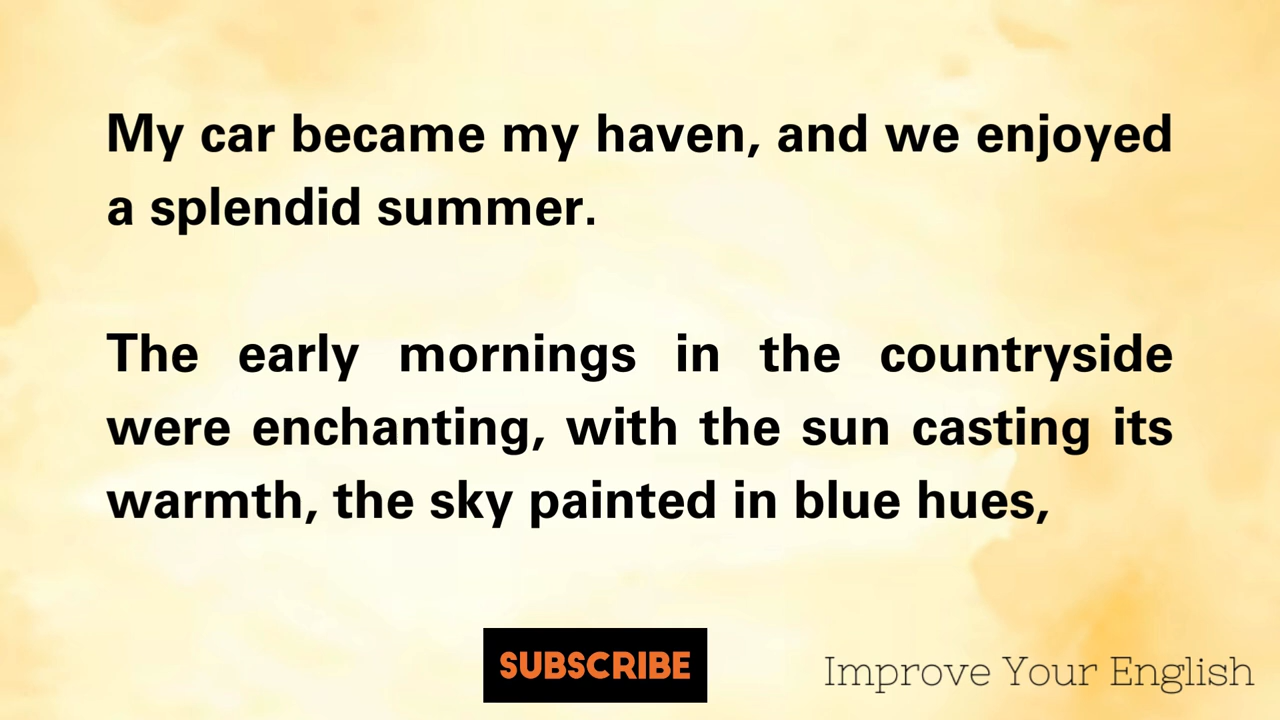 My car became my haven, and we enjoyed
a splendid summer.
The early mornings in the countryside
were enchanting, with the sun casting its
warmth, the sky painted in blue hues,
SUBSCRIBE
Improve Your English